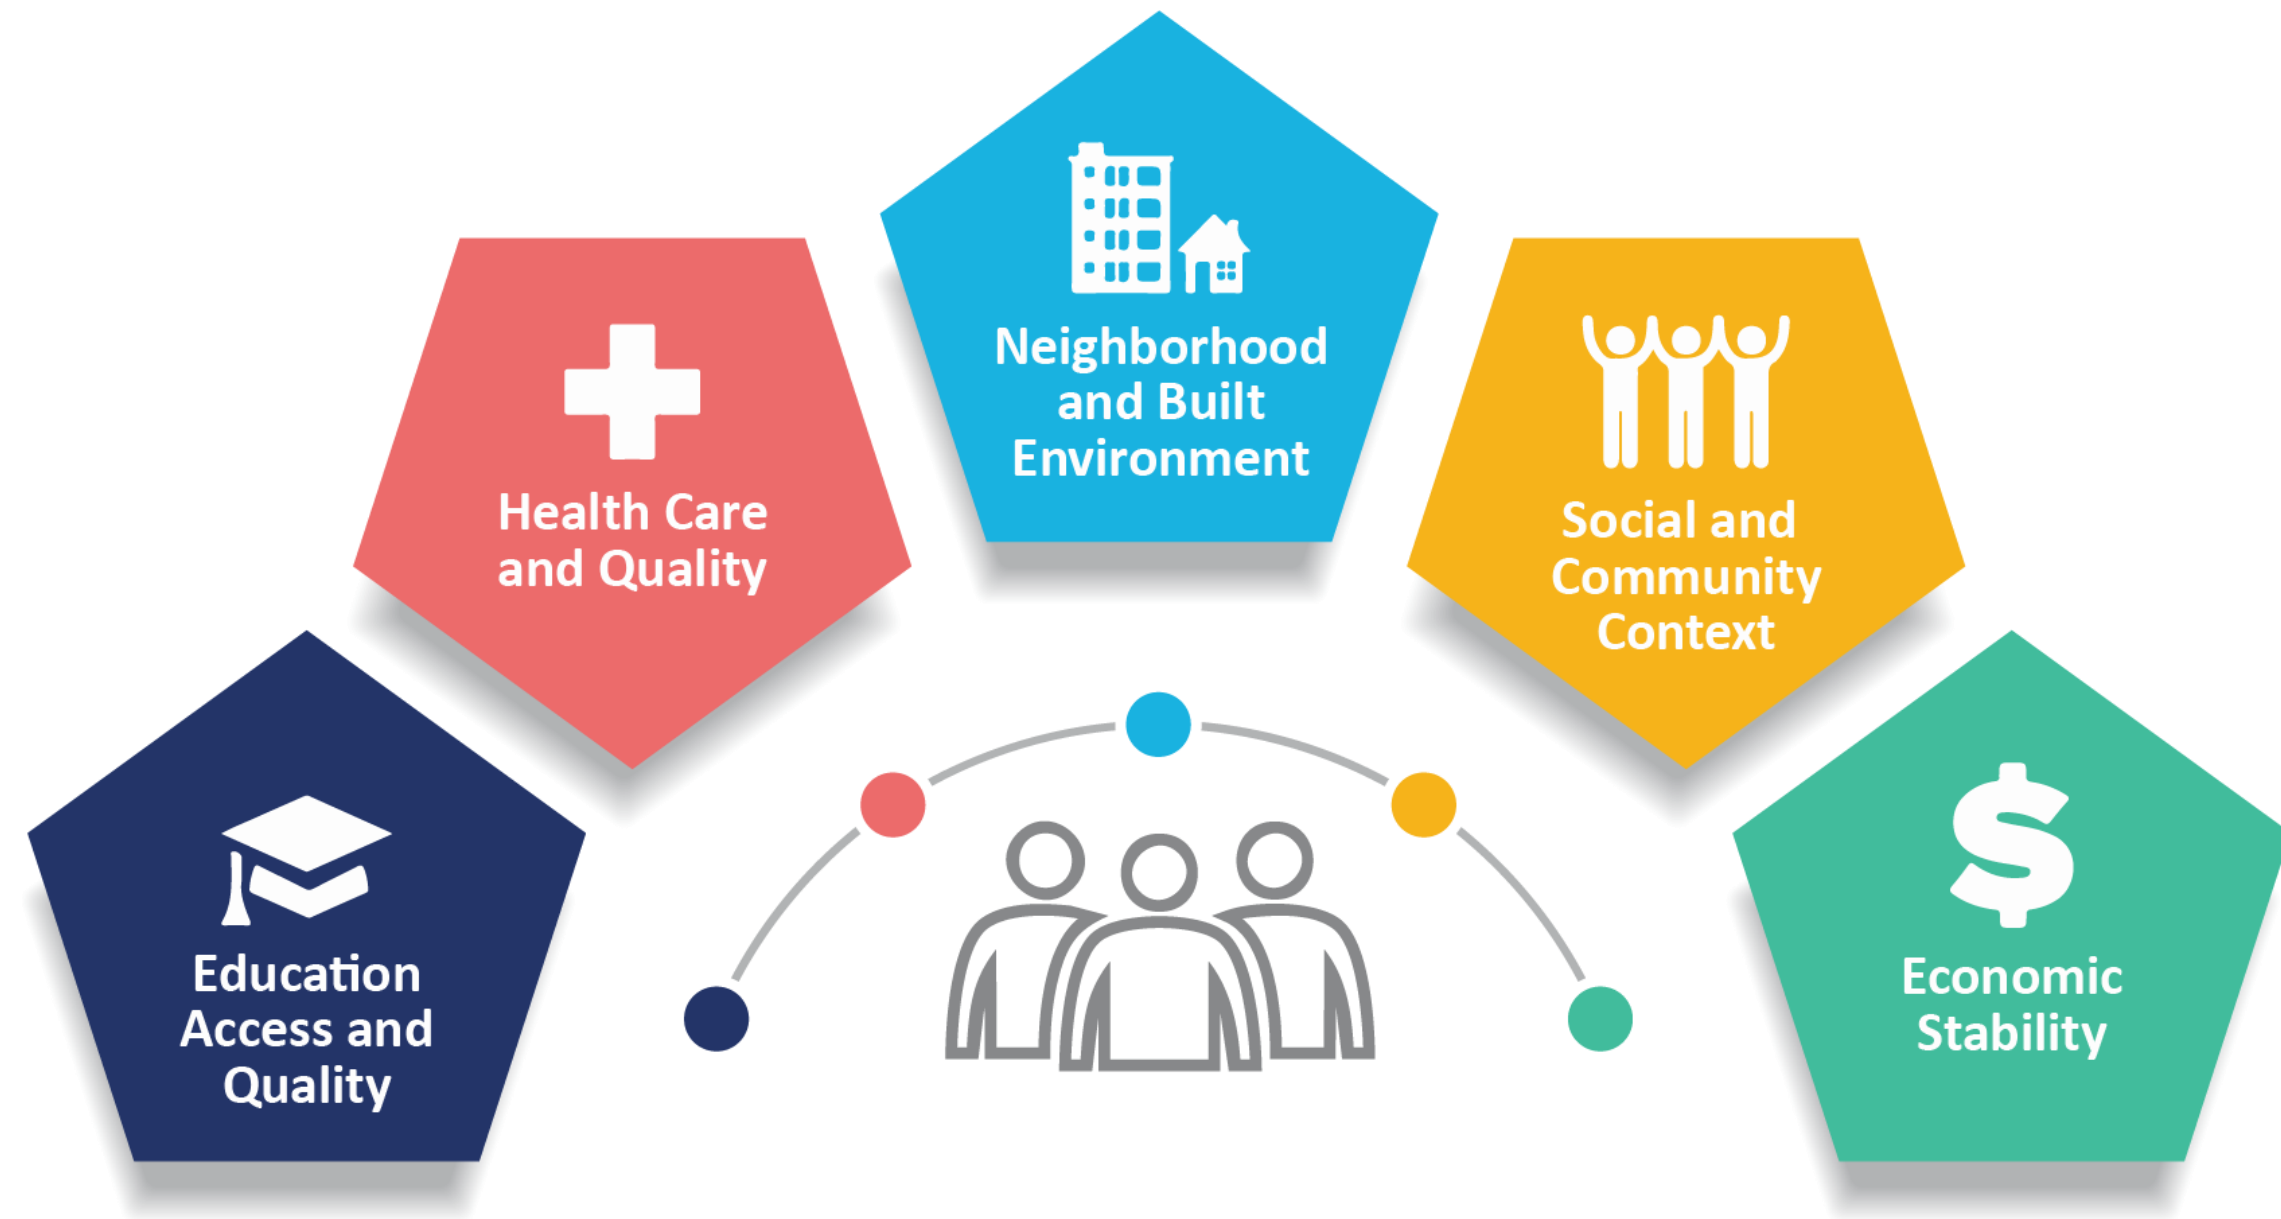 Neighborhood
and Built
Environment
Health Care
and Quality
Social and
Community
Context
Education
Access and
Quality
Economic
Stability